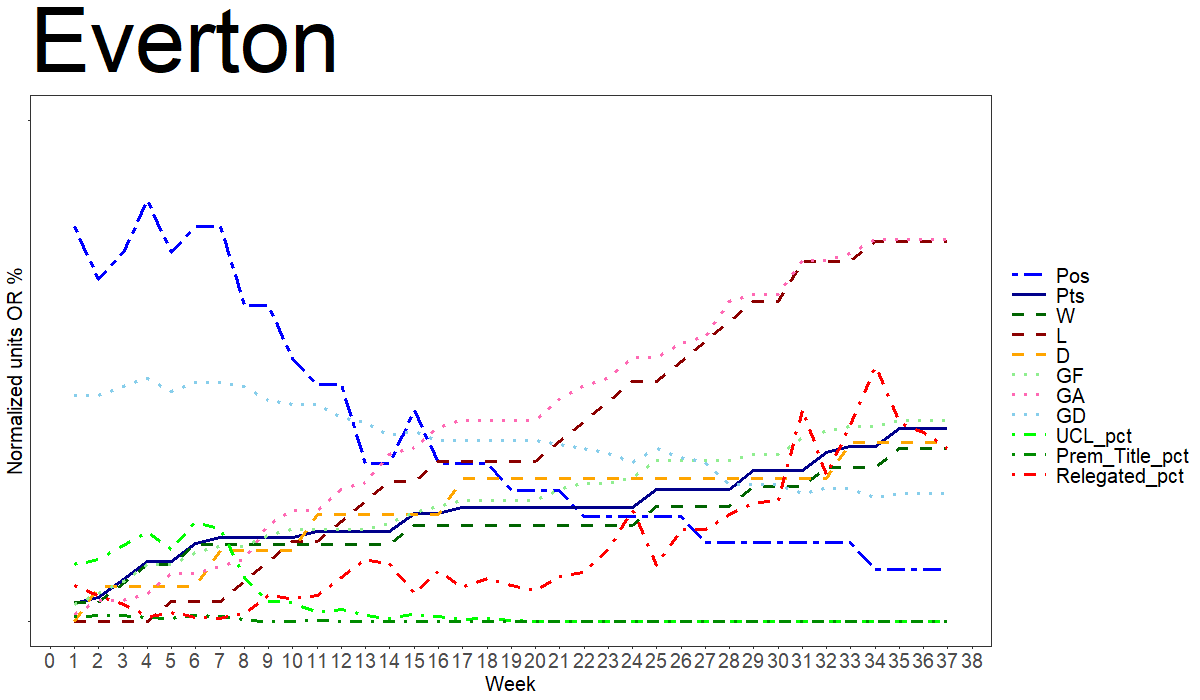 Everton
Normalized units OR %
Pos
Pts
W
L
D
GF
GA
GD
UCL_pct
Prem_Title_pct
Relegated_pct
0 1 2 3 4 5 6 7 8 9 10 11 12 13 14 15 16 17 18 19 20 21 22 23 24 25 26 27 28 29 30 31 32 33 34 35 36 37 38
Week